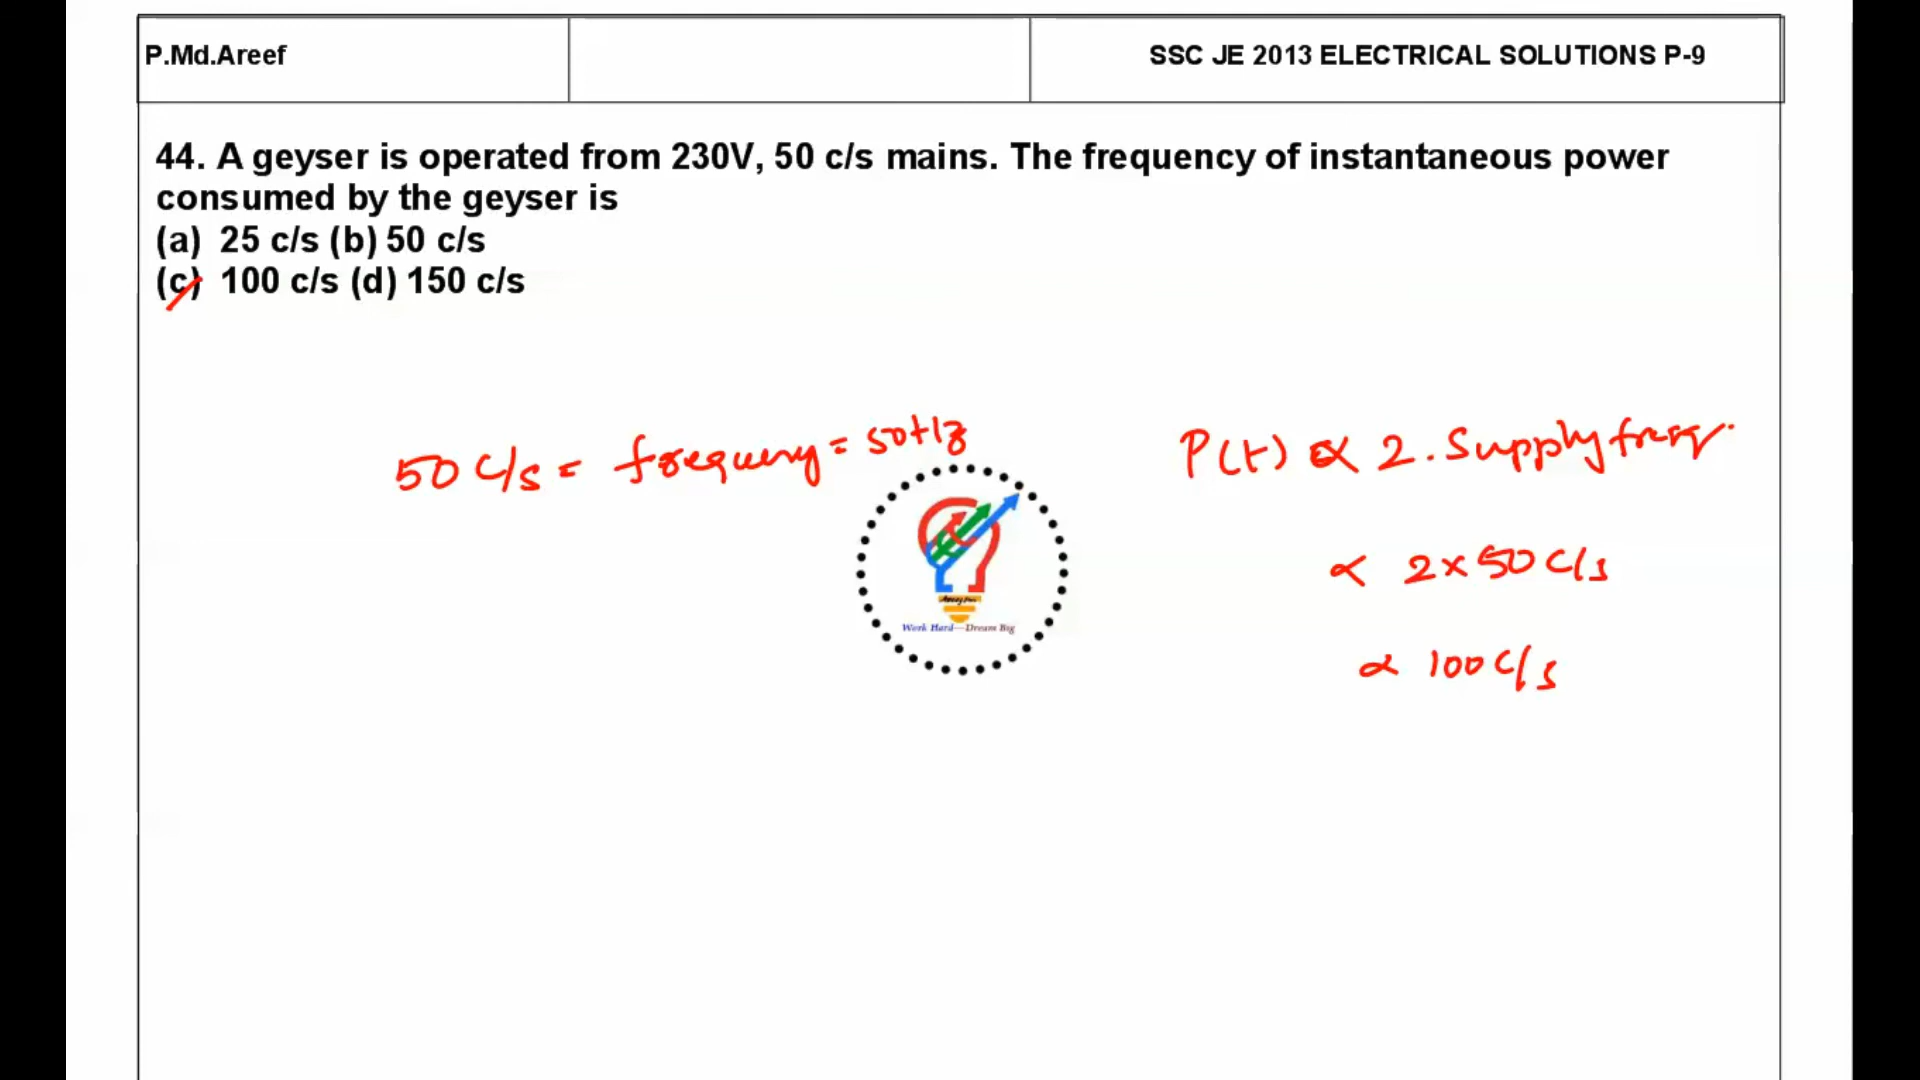 P.Md.Areef
SSC JE 2013 ELECTRICAL SOLUTIONS P-9
44. A geyser is operated from 230V, 50 c/s mains. The frequency of instantaneous power
consumed by the geyser is
(a) 25 c/s (b) 50 c/s
(c) 100 c/s (d) 150 c/s
50 C/s = frequency = 50Hz
P(t) ∝ 2. Supply freq.
∝ 2 × 50 C/s
∝ 100 C/s
Work Hard—Dream Big